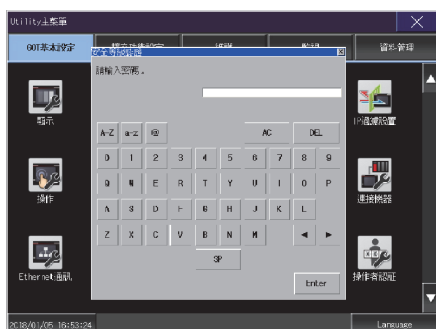 Utility主選單
GOT基本設定
資料管理
請輸入密碼。
A-Z a-z @ AC DEL
0 1 2 3 4 5 6 7 8 9
Q W E R T Y U I O P
A S D F G H J K L
Z X C V B N M ◄ ►
SP
Enter
顯示
IP過濾設置
操作
連接機器
Ethernet通訊
操作者認証
2018/01/05 16:53:24
Language